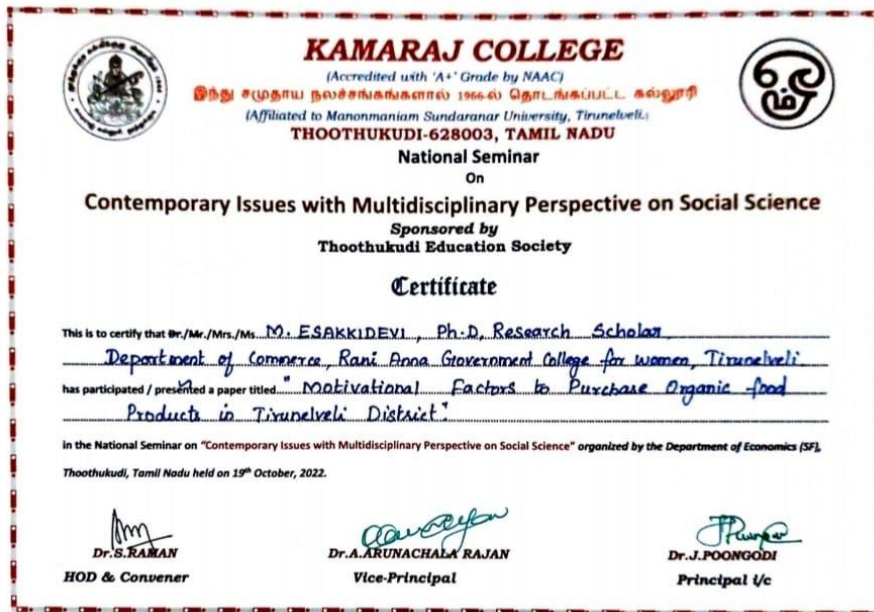 KAMARAJ COLLEGE
(Accredited with 'A+' Grade by NAAC)
இந்து சமுதாய நலச்சங்கங்களால் 1966-ல் தொடங்கப்பட்ட கல்லூரி
(Affiliated to Manonmaniam Sundaranar University, Tirunelveli.)
THOOTHUKUDI-628003, TAMIL NADU
National Seminar
On
Contemporary Issues with Multidisciplinary Perspective on Social Science
Sponsored by
Thoothukudi Education Society
Certificate
This is to certify that Dr./Mr./Mrs./Ms. M. ESAKKIDEVI, Ph.D, Research Scholar
Department of Commerce, Rani Anna Government College for women, Tirunelveli
has participated / presented a paper titled "Motivational Factors to Purchase Organic food
Products in Tirunelveli District".
in the National Seminar on "Contemporary Issues with Multidisciplinary Perspective on Social Science" organized by the Department of Economics (SF),
Thoothukudi, Tamil Nadu held on 19th October, 2022.
Dr.S.RAMAN
HOD & Convener
Dr.A.ARUNACHALA RAJAN
Vice-Principal
Dr.J.POONGODI
Principal i/c